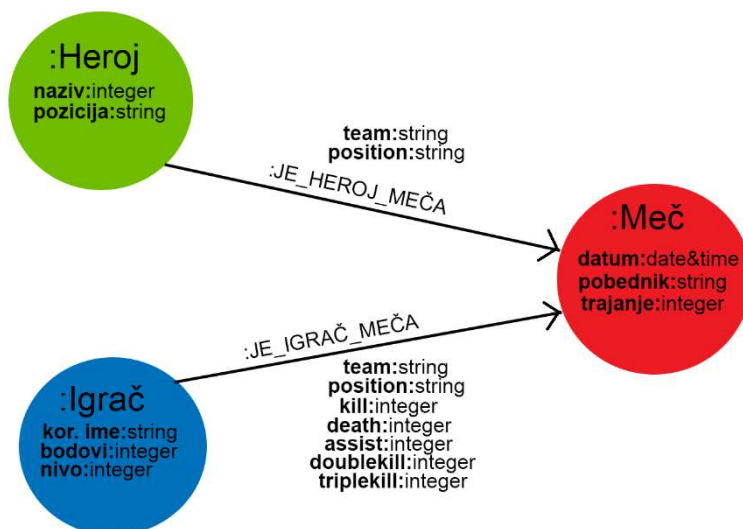 :Heroj
naziv:integer
pozicija:string
team:string
position:string
:JE_HEROJ_MEČA
:Meč
datum:date&time
pobednik:string
trajanje:integer
:JE_IGRAČ_MEČA
:Igrač
kor. ime:string
bodovi:integer
nivo:integer
team:string
position:string
kill:integer
death:integer
assist:integer
doublekill:integer
triplekill:integer